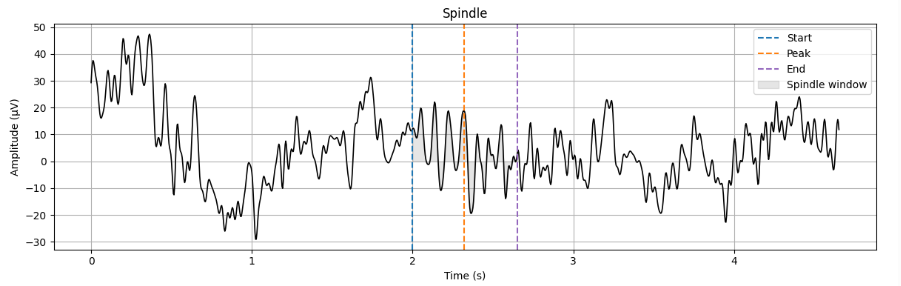 Spindle
Start
Peak
End
Spindle window
Amplitude (µV)
50
40
30
20
10
0
−10
−20
−30
0 1 2 3 4
Time (s)